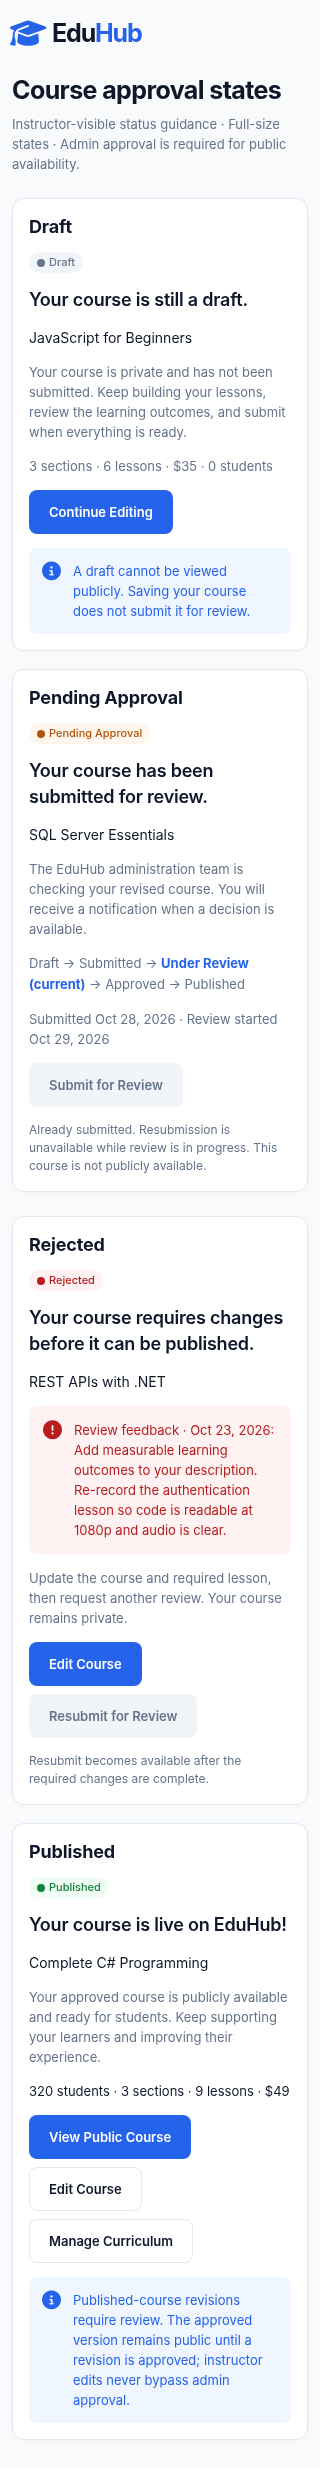 EduHub
Course approval states
Instructor-visible status guidance · Full-size
states · Admin approval is required for public
availability.
Draft
Draft
Your course is still a draft.
JavaScript for Beginners
Your course is private and has not been
submitted. Keep building your lessons,
review the learning outcomes, and submit
when everything is ready.
3 sections · 6 lessons · $35 · 0 students
Continue Editing
A draft cannot be viewed
publicly. Saving your course
does not submit it for review.
Pending Approval
Pending Approval
Your course has been
submitted for review.
SQL Server Essentials
The EduHub administration team is
checking your revised course. You will
receive a notification when a decision is
available.
Draft → Submitted → Under Review
(current) → Approved → Published
Submitted Oct 28, 2026 · Review started
Oct 29, 2026
Submit for Review
Already submitted. Resubmission is
unavailable while review is in progress. This
course is not publicly available.
Rejected
Rejected
Your course requires changes
before it can be published.
REST APIs with .NET
Review feedback · Oct 23, 2026:
Add measurable learning
outcomes to your description.
Re-record the authentication
lesson so code is readable at
1080p and audio is clear.
Update the course and required lesson,
then request another review. Your course
remains private.
Edit Course
Resubmit for Review
Resubmit becomes available after the
required changes are complete.
Published
Published
Your course is live on EduHub!
Complete C# Programming
Your approved course is publicly available
and ready for students. Keep supporting
your learners and improving their
experience.
320 students · 3 sections · 9 lessons · $49
View Public Course
Edit Course
Manage Curriculum
Published-course revisions
require review. The approved
version remains public until a
revision is approved; instructor
edits never bypass admin
approval.